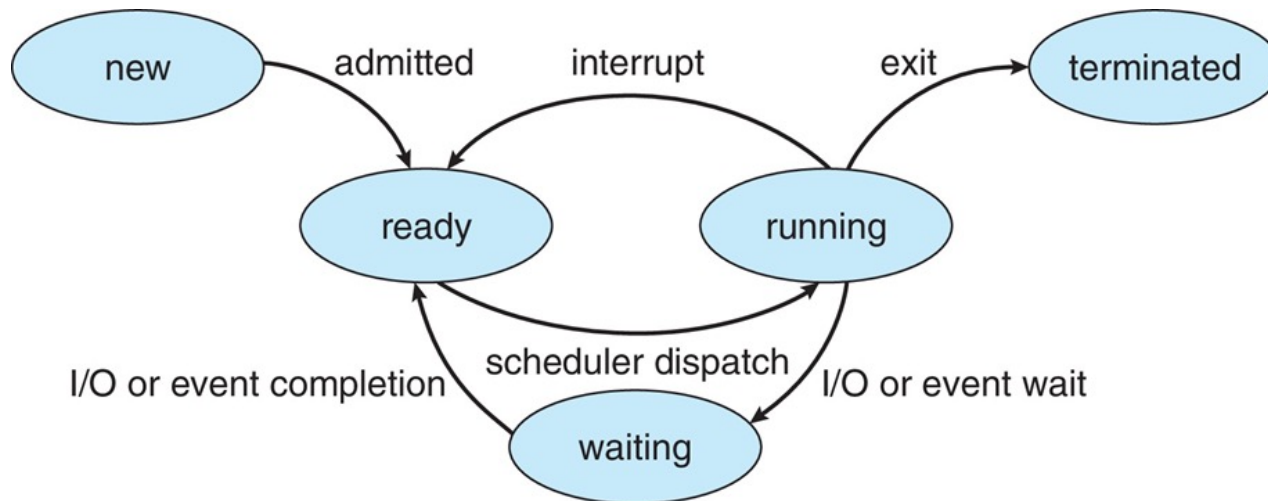 new
admitted
interrupt
exit
terminated
ready
running
scheduler dispatch
I/O or event completion
I/O or event wait
waiting